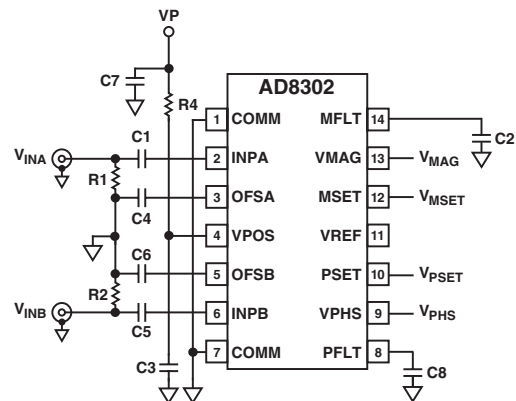 VP
C7
R4
AD8302
1 COMM MFLT 14
C2
VINA C1 2 INPA VMAG 13 VMAG
R1
C4 3 OFSA MSET 12 VMSET
4 VPOS VREF 11
C6 5 OFSB PSET 10 VPSET
R2
VINB C5 6 INPB VPHS 9 VPHS
C3 7 COMM PFLT 8
C8